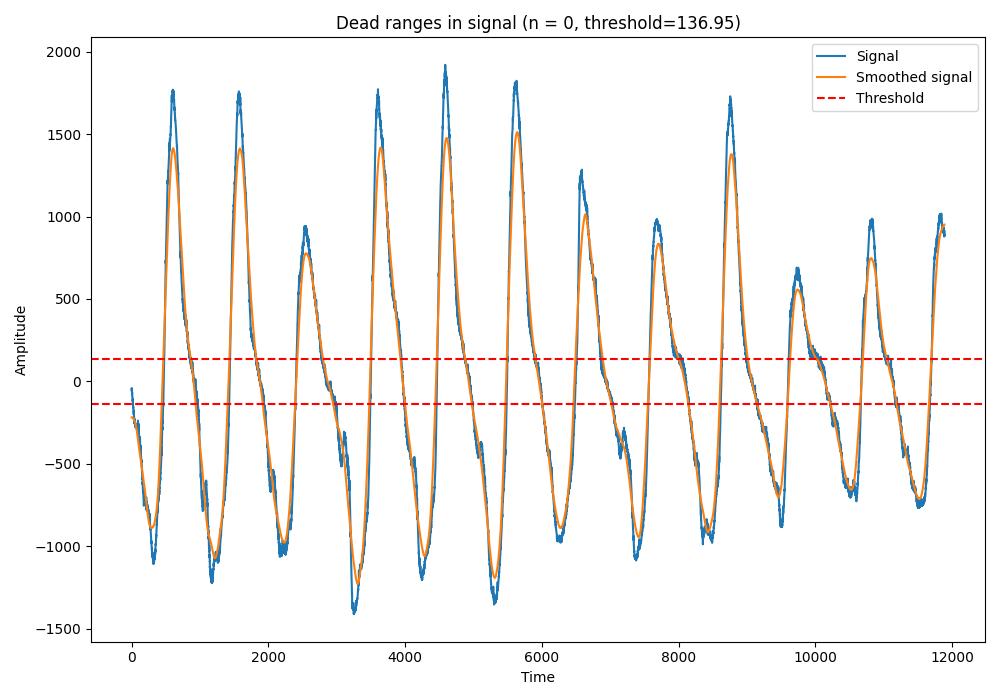 Dead ranges in signal (n = 0, threshold=136.95)
Signal
Smoothed signal
Threshold
Amplitude
2000
1500
1000
500
0
−500
−1000
−1500
0 2000 4000 6000 8000 10000 12000
Time